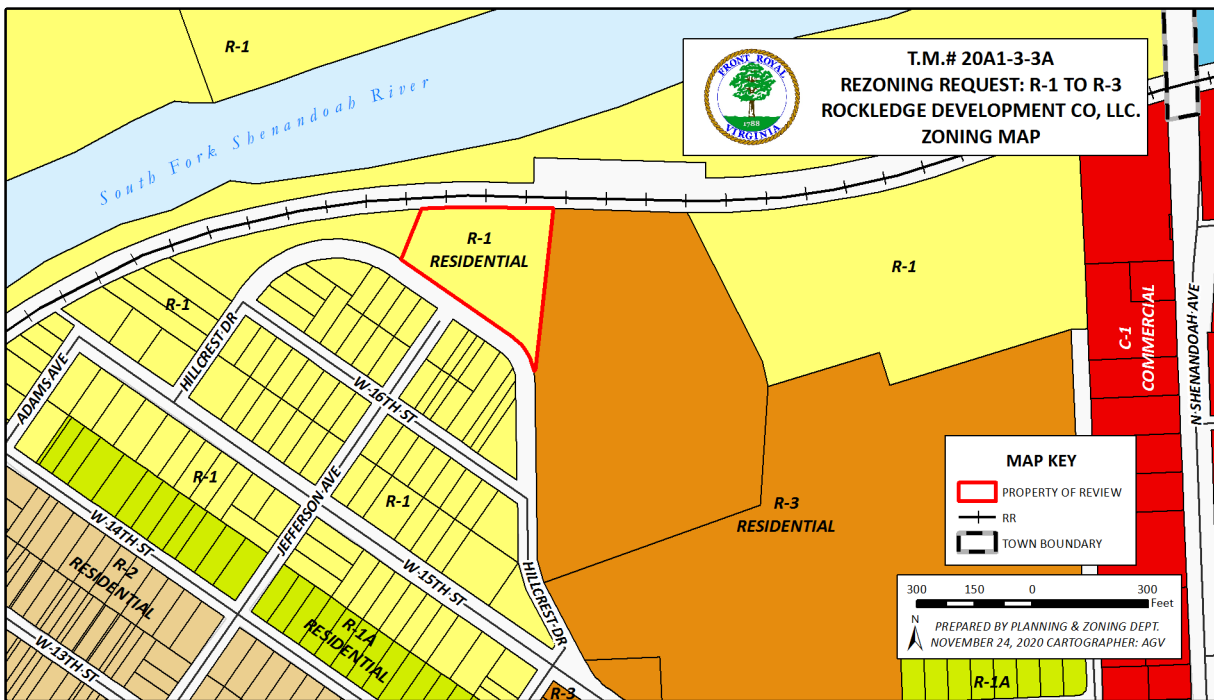 R-1
South Fork Shenandoah River
FRONT ROYAL
1788
VIRGINIA
T.M.# 20A1-3-3A
REZONING REQUEST: R-1 TO R-3
ROCKLEDGE DEVELOPMENT CO, LLC.
ZONING MAP
R-1
RESIDENTIAL
R-1
R-1
HILLCREST DR
ADAMS AVE
W 16TH ST
C-1
COMMERCIAL
N SHENANDOAH AVE
R-1
R-1
JEFFERSON AVE
R-3
RESIDENTIAL
W 14TH ST
R-2
RESIDENTIAL
W 15TH ST
HILLCREST DR
R-1A
RESIDENTIAL
W 13TH ST
R-3
R-1A
MAP KEY
PROPERTY OF REVIEW
RR
TOWN BOUNDARY
300 150 0 300
Feet
N
PREPARED BY PLANNING & ZONING DEPT.
NOVEMBER 24, 2020 CARTOGRAPHER: AGV